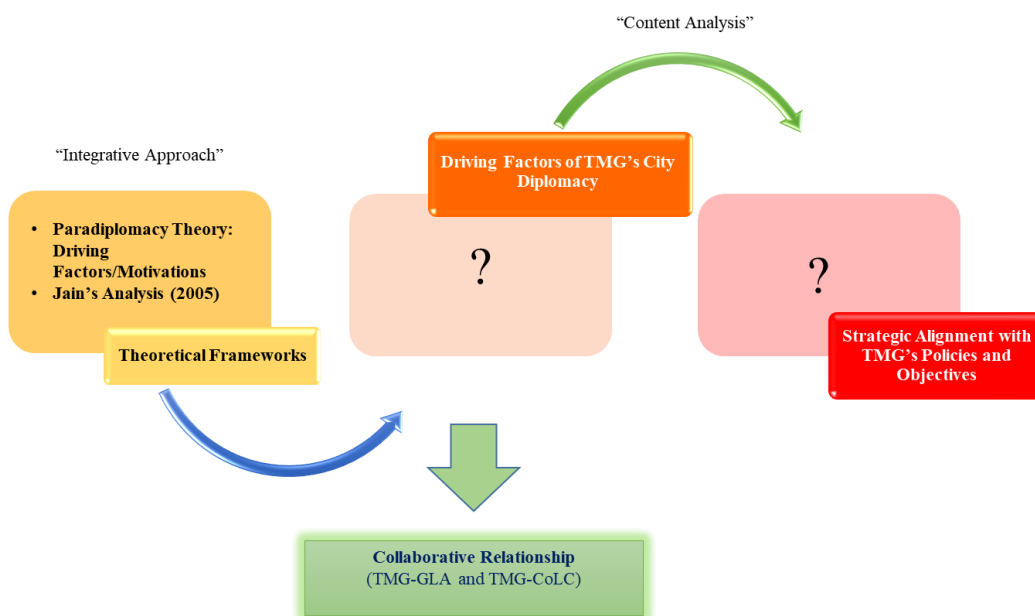 “Content Analysis”
“Integrative Approach”
Driving Factors of TMG’s City
Diplomacy
• Paradiplomacy Theory:
Driving
Factors/Motivations
• Jain’s Analysis (2005)
?
?
Theoretical Frameworks
Strategic Alignment with
TMG’s Policies and
Objectives
Collaborative Relationship
(TMG-GLA and TMG-CoLC)